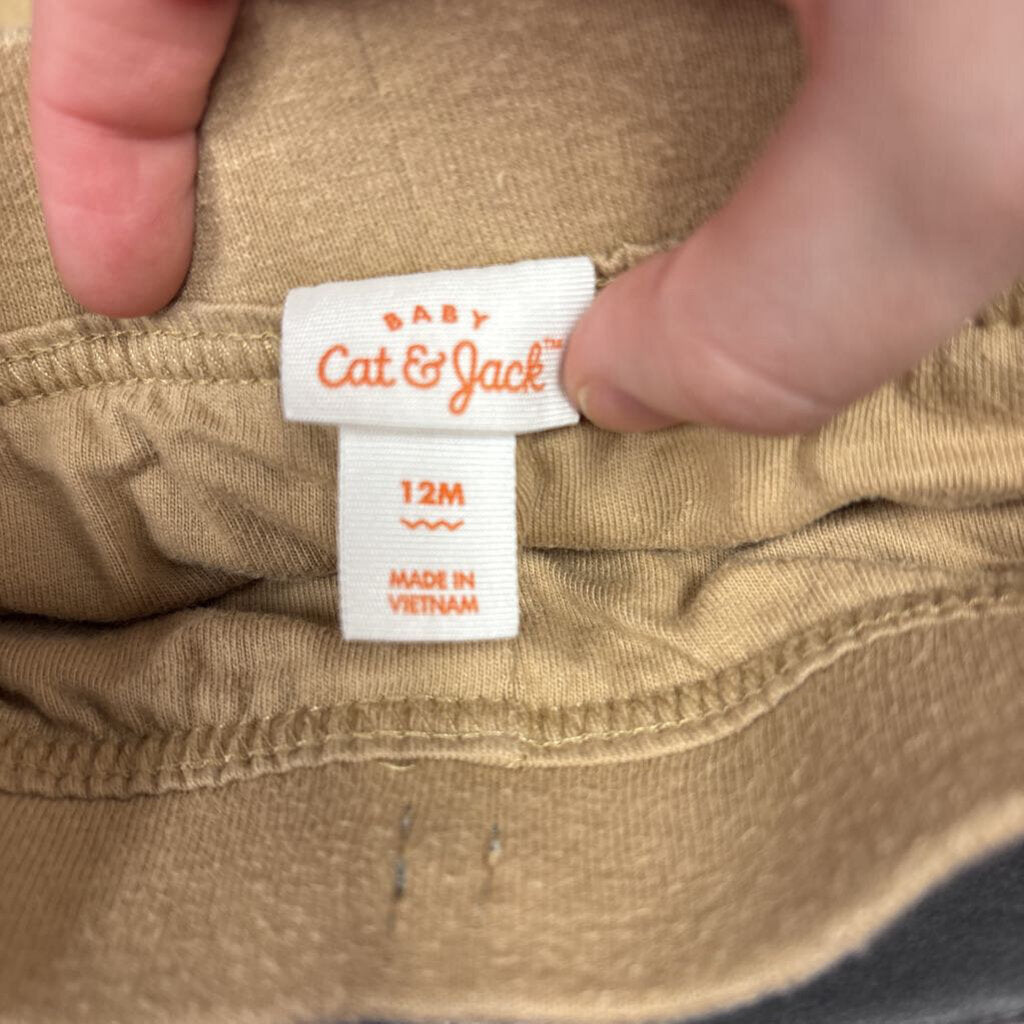 BABY
Cat & Jack™
12M
MADE IN
VIETNAM